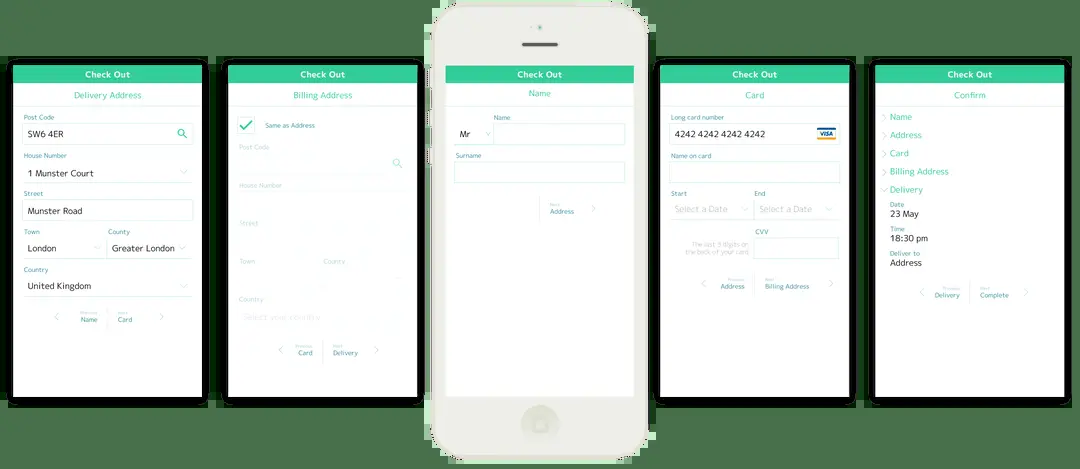 Check Out
Delivery Address
Post Code
SW6 4ER
House Number
1 Munster Court
Street
Munster Road
Town County
London Greater London
Country
United Kingdom
Previous Next
Name Card
Check Out
Billing Address
Same as Address
Post Code
House Number
Street
Town County
Country
Select your country
Previous Next
Card Delivery
Check Out
Name
Name
Mr
Surname
Next
Address
Check Out
Card
Long card number
4242 4242 4242 4242 VISA
Name on card
Start End
Select a Date Select a Date
CVV
The last 3 digits on
the back of your card
Previous Next
Address Billing Address
Check Out
Confirm
Name
Address
Card
Billing Address
Delivery
Date
23 May
Time
18:30 pm
Deliver to
Address
Previous Next
Delivery Complete